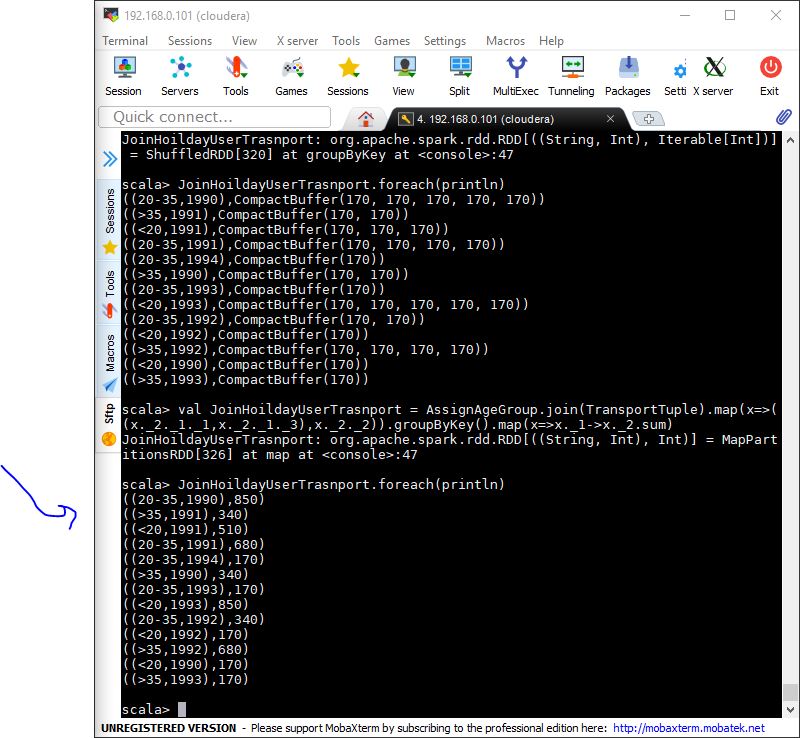 192.168.0.101 (cloudera)
Terminal Sessions View X server Tools Games Settings Macros Help
Session Servers Tools Games Sessions View Split MultiExec Tunneling Packages Setti X server Exit
Quick connect... 4. 192.168.0.101 (cloudera)
Sessions
Tools
Macros
Sftp
JoinHoildayUserTrasnport: org.apache.spark.rdd.RDD[((String, Int), Iterable[Int])]
= ShuffledRDD[320] at groupByKey at <console>:47
scala> JoinHoildayUserTrasnport.foreach(println)
((20-35,1990),CompactBuffer(170, 170, 170, 170, 170))
((>35,1991),CompactBuffer(170, 170))
((<20,1991),CompactBuffer(170, 170, 170))
((20-35,1991),CompactBuffer(170, 170, 170, 170))
((20-35,1994),CompactBuffer(170))
((>35,1990),CompactBuffer(170, 170))
((20-35,1993),CompactBuffer(170))
((<20,1993),CompactBuffer(170, 170, 170, 170, 170))
((20-35,1992),CompactBuffer(170, 170))
((<20,1992),CompactBuffer(170))
((>35,1992),CompactBuffer(170, 170, 170, 170))
((<20,1990),CompactBuffer(170))
((>35,1993),CompactBuffer(170))
scala> val JoinHoildayUserTrasnport = AssignAgeGroup.join(TransportTuple).map(x=>(
(x._2._1._1,x._2._1._3),x._2._2)).groupByKey().map(x=>x._1->x._2.sum)
JoinHoildayUserTrasnport: org.apache.spark.rdd.RDD[((String, Int), Int)] = MapPart
itionsRDD[326] at map at <console>:47
scala> JoinHoildayUserTrasnport.foreach(println)
((20-35,1990),850)
((>35,1991),340)
((<20,1991),510)
((20-35,1991),680)
((20-35,1994),170)
((>35,1990),340)
((20-35,1993),170)
((<20,1993),850)
((20-35,1992),340)
((<20,1992),170)
((>35,1992),680)
((<20,1990),170)
((>35,1993),170)
scala>
UNREGISTERED VERSION - Please support MobaXterm by subscribing to the professional edition here: http://mobaxterm.mobatek.net